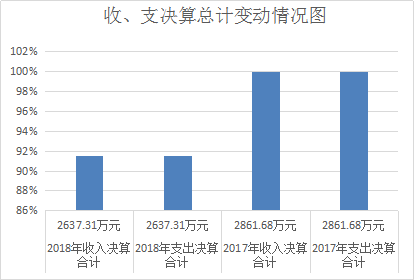 收、支决算总计变动情况图
102%
100%
98%
96%
94%
92%
90%
88%
86%
2637.31万元 2637.31万元 2861.68万元 2861.68万元
2018年收入决算 2018年支出决算 2017年收入决算 2017年支出决算
合计 合计 合计 合计